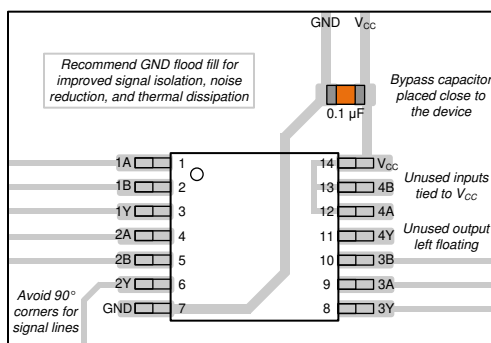 GND VCC
Recommend GND flood fill for
improved signal isolation, noise
reduction, and thermal dissipation
Bypass capacitor
placed close to
the device
0.1 µF
1A 1 14 VCC
1B 2 13 4B
1Y 3 12 4A
2A 4 11 4Y
2B 5 10 3B
2Y 6 9 3A
GND 7 8 3Y
Unused inputs
tied to VCC
Unused output
left floating
Avoid 90°
corners for
signal lines